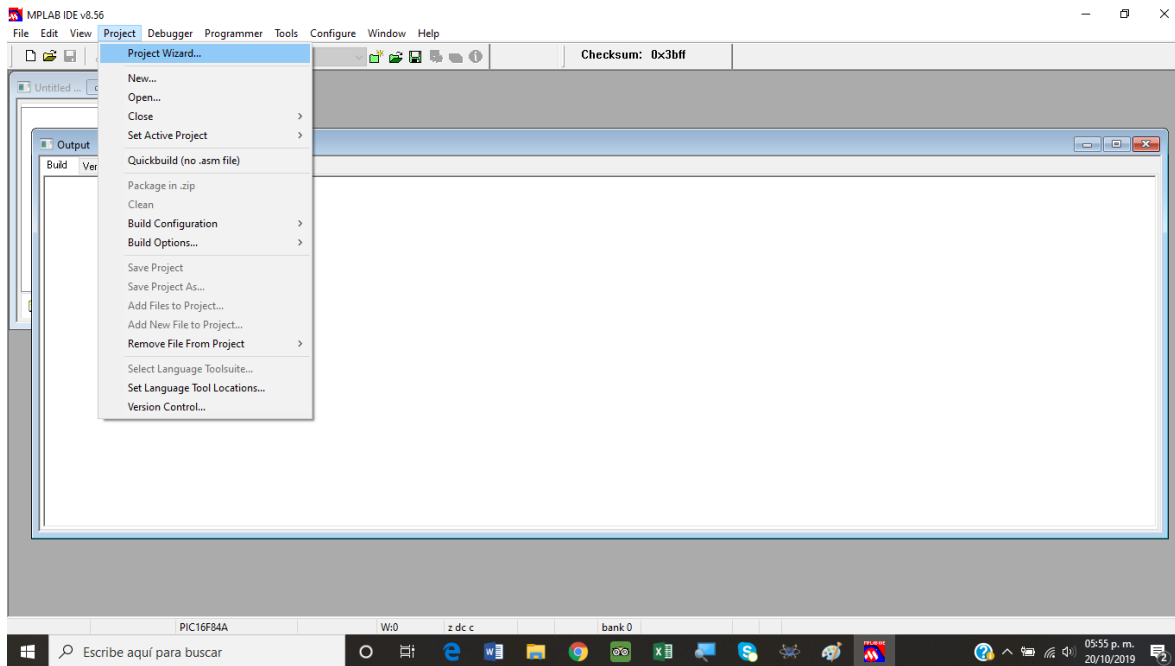 MPLAB IDE v8.56
File Edit View Project Debugger Programmer Tools Configure Window Help
Checksum: 0x3bff
Project Wizard...
New...
Open...
Close
Set Active Project
Quickbuild (no .asm file)
Package in .zip
Clean
Build Configuration
Build Options...
Save Project
Save Project As...
Add Files to Project...
Add New File to Project...
Remove File From Project
Select Language Toolsuite...
Set Language Tool Locations...
Version Control...
Untitled ...
Output
Build Ver
PIC16F84A W:0 z dc c bank 0
Escribe aquí para buscar
05:55 p. m.
20/10/2019